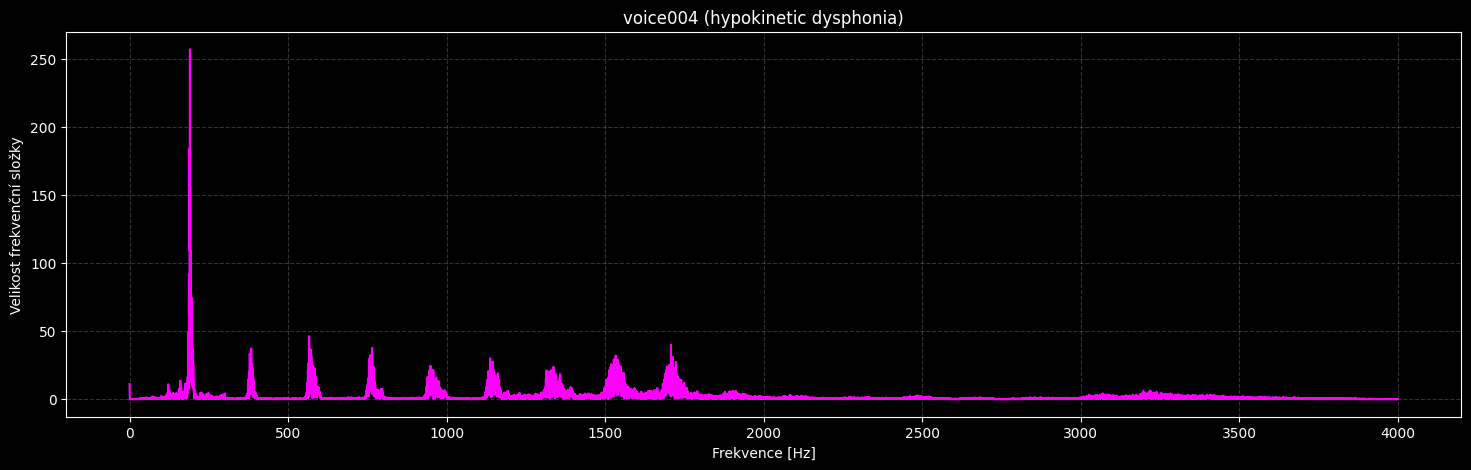 voice004 (hypokinetic dysphonia)
Velikost frekvenční složky
250
200
150
100
50
0
0 500 1000 1500 2000 2500 3000 3500 4000
Frekvence [Hz]